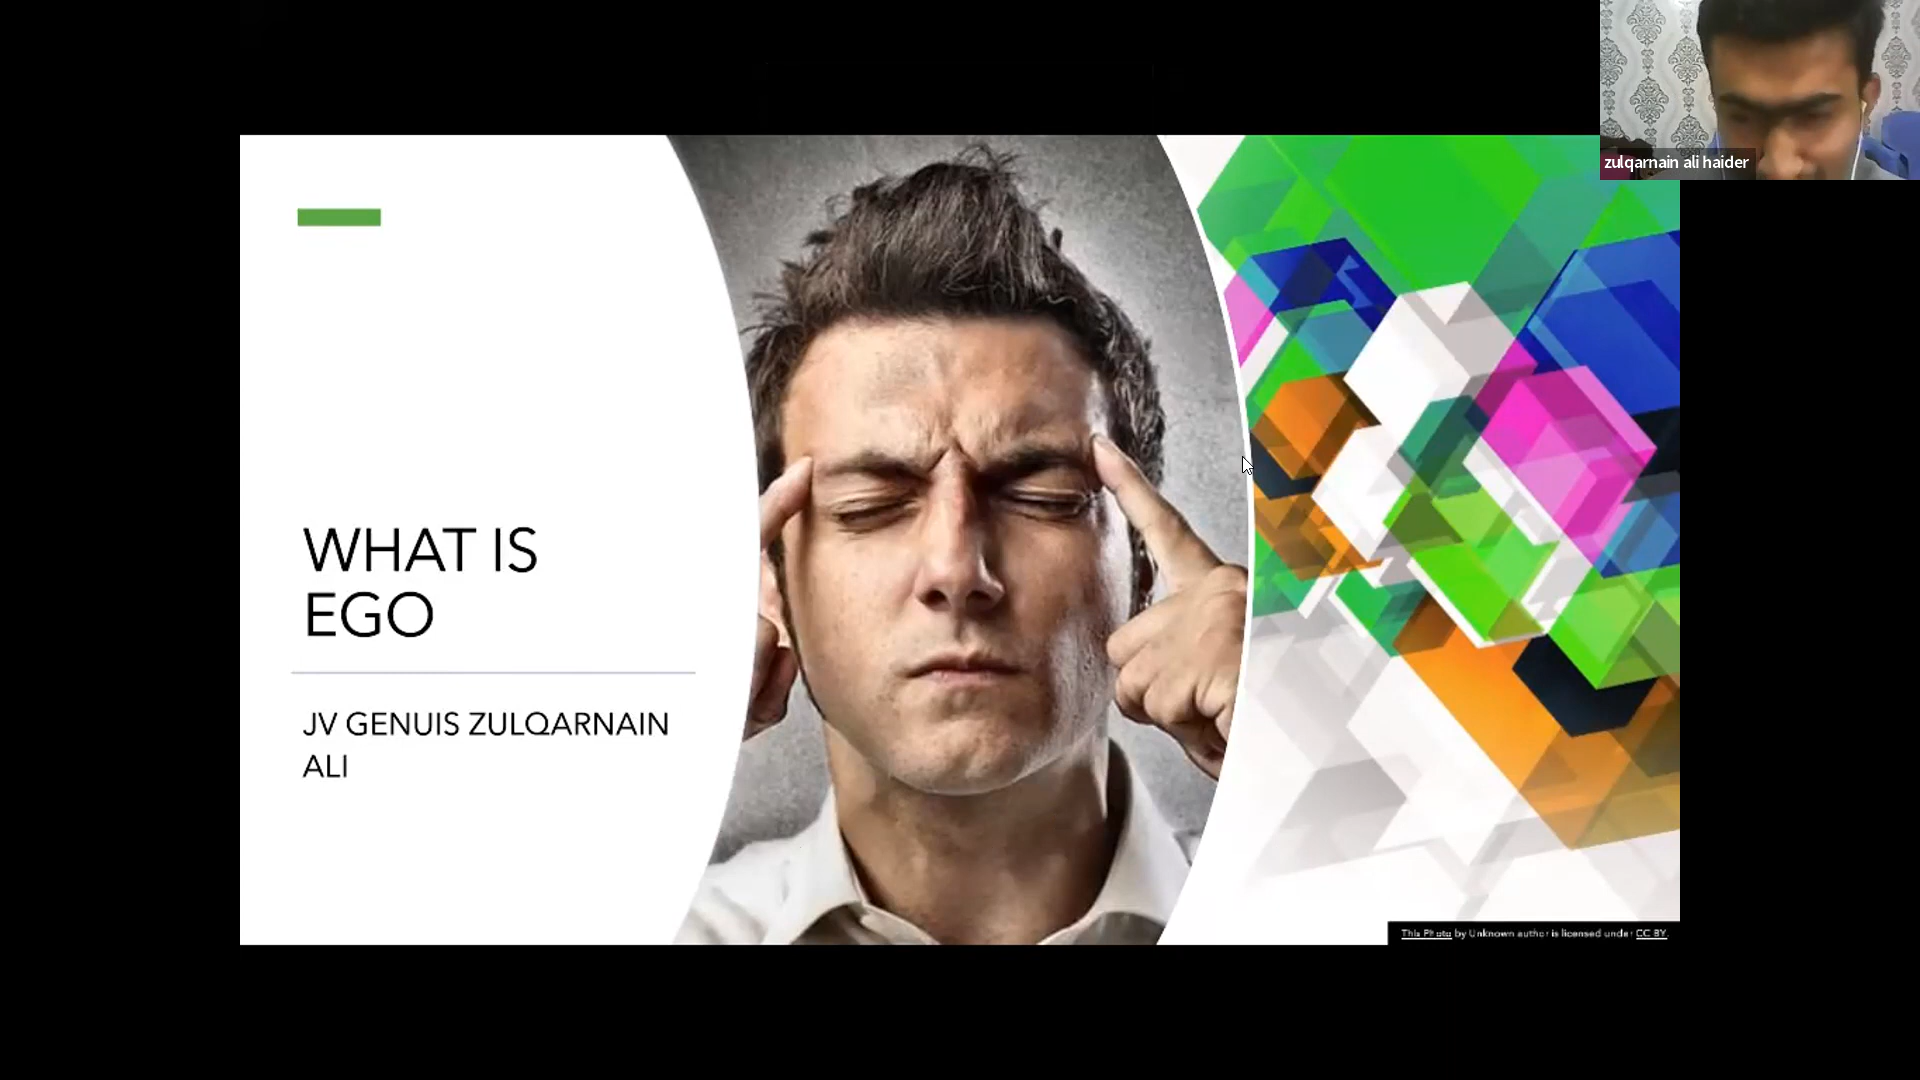 zulqarnain ali haider
WHAT IS
EGO
JV GENUIS ZULQARNAIN
ALI
This Photo by Unknown author is licensed under CC BY.